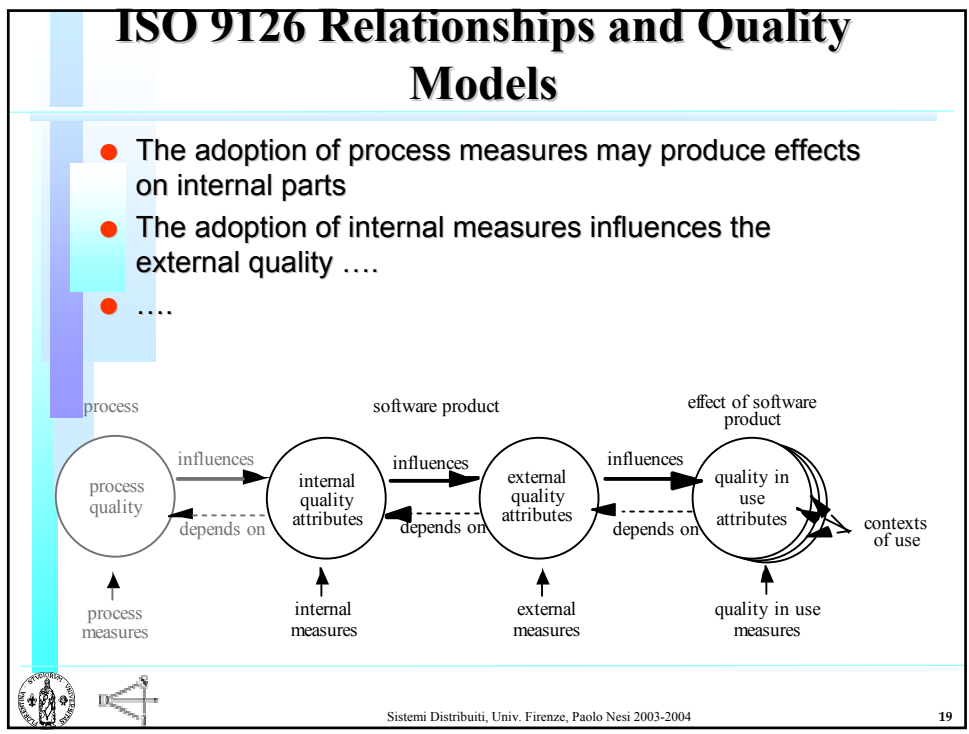 ISO 9126 Relationships and Quality
Models
● The adoption of process measures may produce effects
on internal parts
● The adoption of internal measures influences the
external quality ….
● ….
process
software product
effect of software
product
process
quality
influences
depends on
internal
quality
attributes
influences
depends on
external
quality
attributes
influences
depends on
quality in
use
attributes
contexts
of use
process
measures
internal
measures
external
measures
quality in use
measures
Sistemi Distribuiti, Univ. Firenze, Paolo Nesi 2003-2004
19